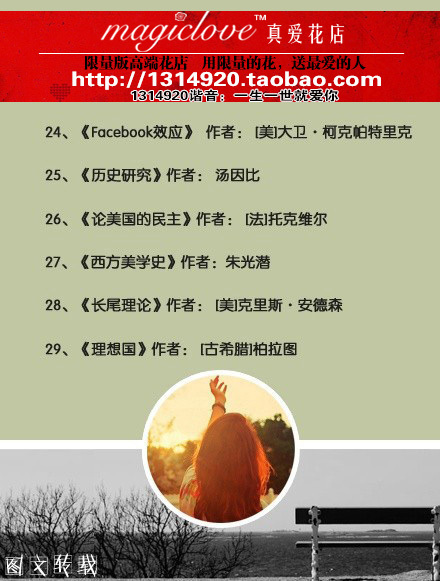 magiclove™ 真爱花店
限量版高端花店 用限量的花，送最爱的人
http://1314920.taobao.com
1314920谐音：一生一世就爱你
24、《Facebook效应》 作者： [美]大卫·柯克帕特里克
25、《历史研究》作者： 汤因比
26、《论美国的民主》作者： [法]托克维尔
27、《西方美学史》作者：朱光潜
28、《长尾理论》作者： [美]克里斯·安德森
29、《理想国》作者： [古希腊]柏拉图
图文转载